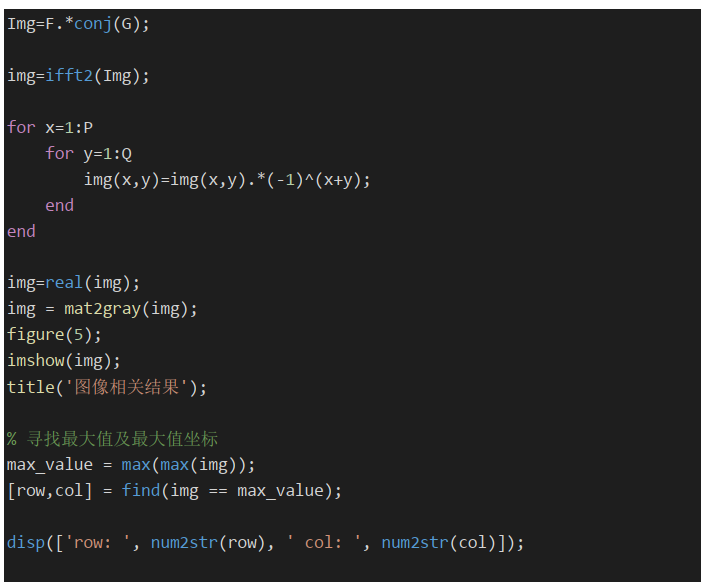 Img=F.*conj(G);
img=ifft2(Img);
for x=1:P
    for y=1:Q
        img(x,y)=img(x,y).*(-1)^(x+y);
    end
end
img=real(img);
img = mat2gray(img);
figure(5);
imshow(img);
title('图像相关结果');
% 寻找最大值及最大值坐标
max_value = max(max(img));
[row,col] = find(img == max_value);
disp(['row: ', num2str(row), ' col: ', num2str(col)]);